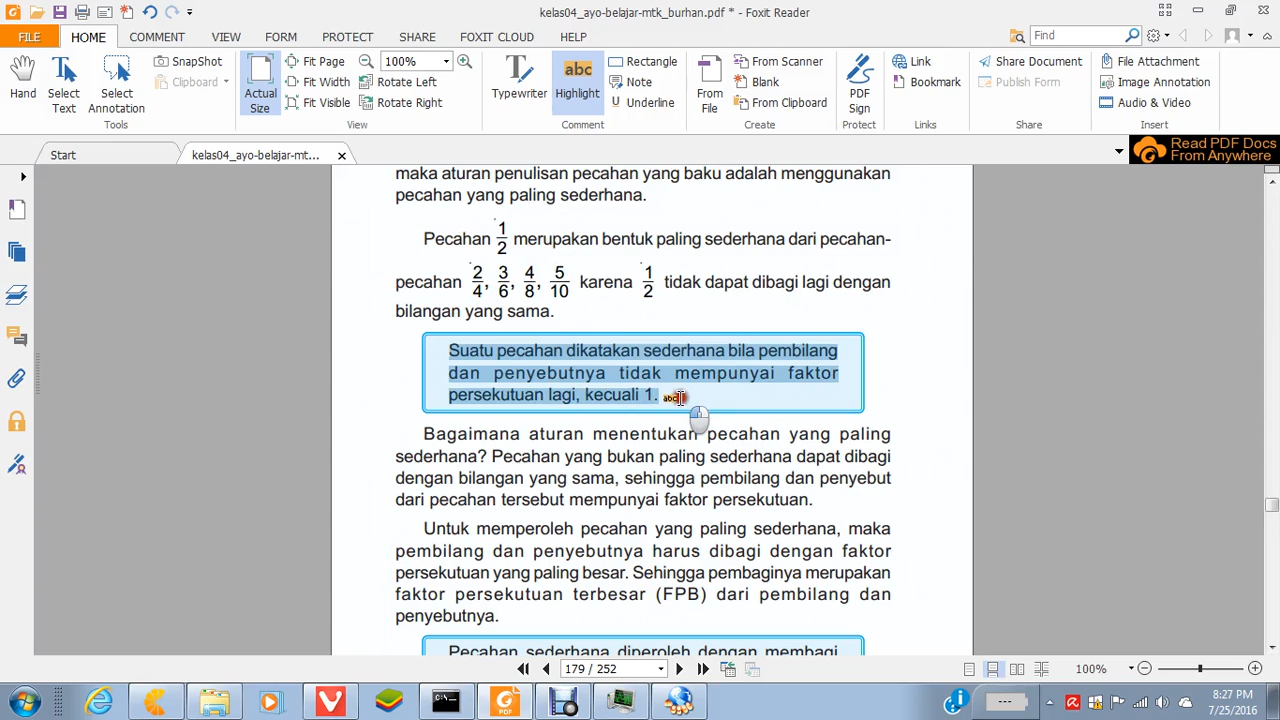 kelas04_ayo-belajar-mtk_burhan.pdf * - Foxit Reader
FILE HOME COMMENT VIEW FORM PROTECT SHARE FOXIT CLOUD HELP Find
Hand
Select Text
Select Annotation
SnapShot
Clipboard
Tools
Actual Size
Fit Page
Fit Width
Fit Visible
100%
Rotate Left
Rotate Right
View
Typewriter
abc
Highlight
Rectangle
Note
Underline
Comment
From File
From Scanner
Blank
From Clipboard
Create
PDF Sign
Protect
Link
Bookmark
Links
Share Document
Publish Form
Share
File Attachment
Image Annotation
Audio & Video
Insert
Start
kelas04_ayo-belajar-mt...
Read PDF Docs
From Anywhere
maka aturan penulisan pecahan yang baku adalah menggunakan
pecahan yang paling sederhana.
Pecahan 1/2 merupakan bentuk paling sederhana dari pecahan-
pecahan 2/4, 3/6, 4/8, 5/10 karena 1/2 tidak dapat dibagi lagi dengan
bilangan yang sama.
Suatu pecahan dikatakan sederhana bila pembilang
dan penyebutnya tidak mempunyai faktor
persekutuan lagi, kecuali 1.
Bagaimana aturan menentukan pecahan yang paling
sederhana? Pecahan yang bukan paling sederhana dapat dibagi
dengan bilangan yang sama, sehingga pembilang dan penyebut
dari pecahan tersebut mempunyai faktor persekutuan.
Untuk memperoleh pecahan yang paling sederhana, maka
pembilang dan penyebutnya harus dibagi dengan faktor
persekutuan yang paling besar. Sehingga pembaginya merupakan
faktor persekutuan terbesar (FPB) dari pembilang dan
penyebutnya.
Pecahan sederhana diperoleh dengan membagi
179 / 252
100%
8:27 PM
7/25/2016